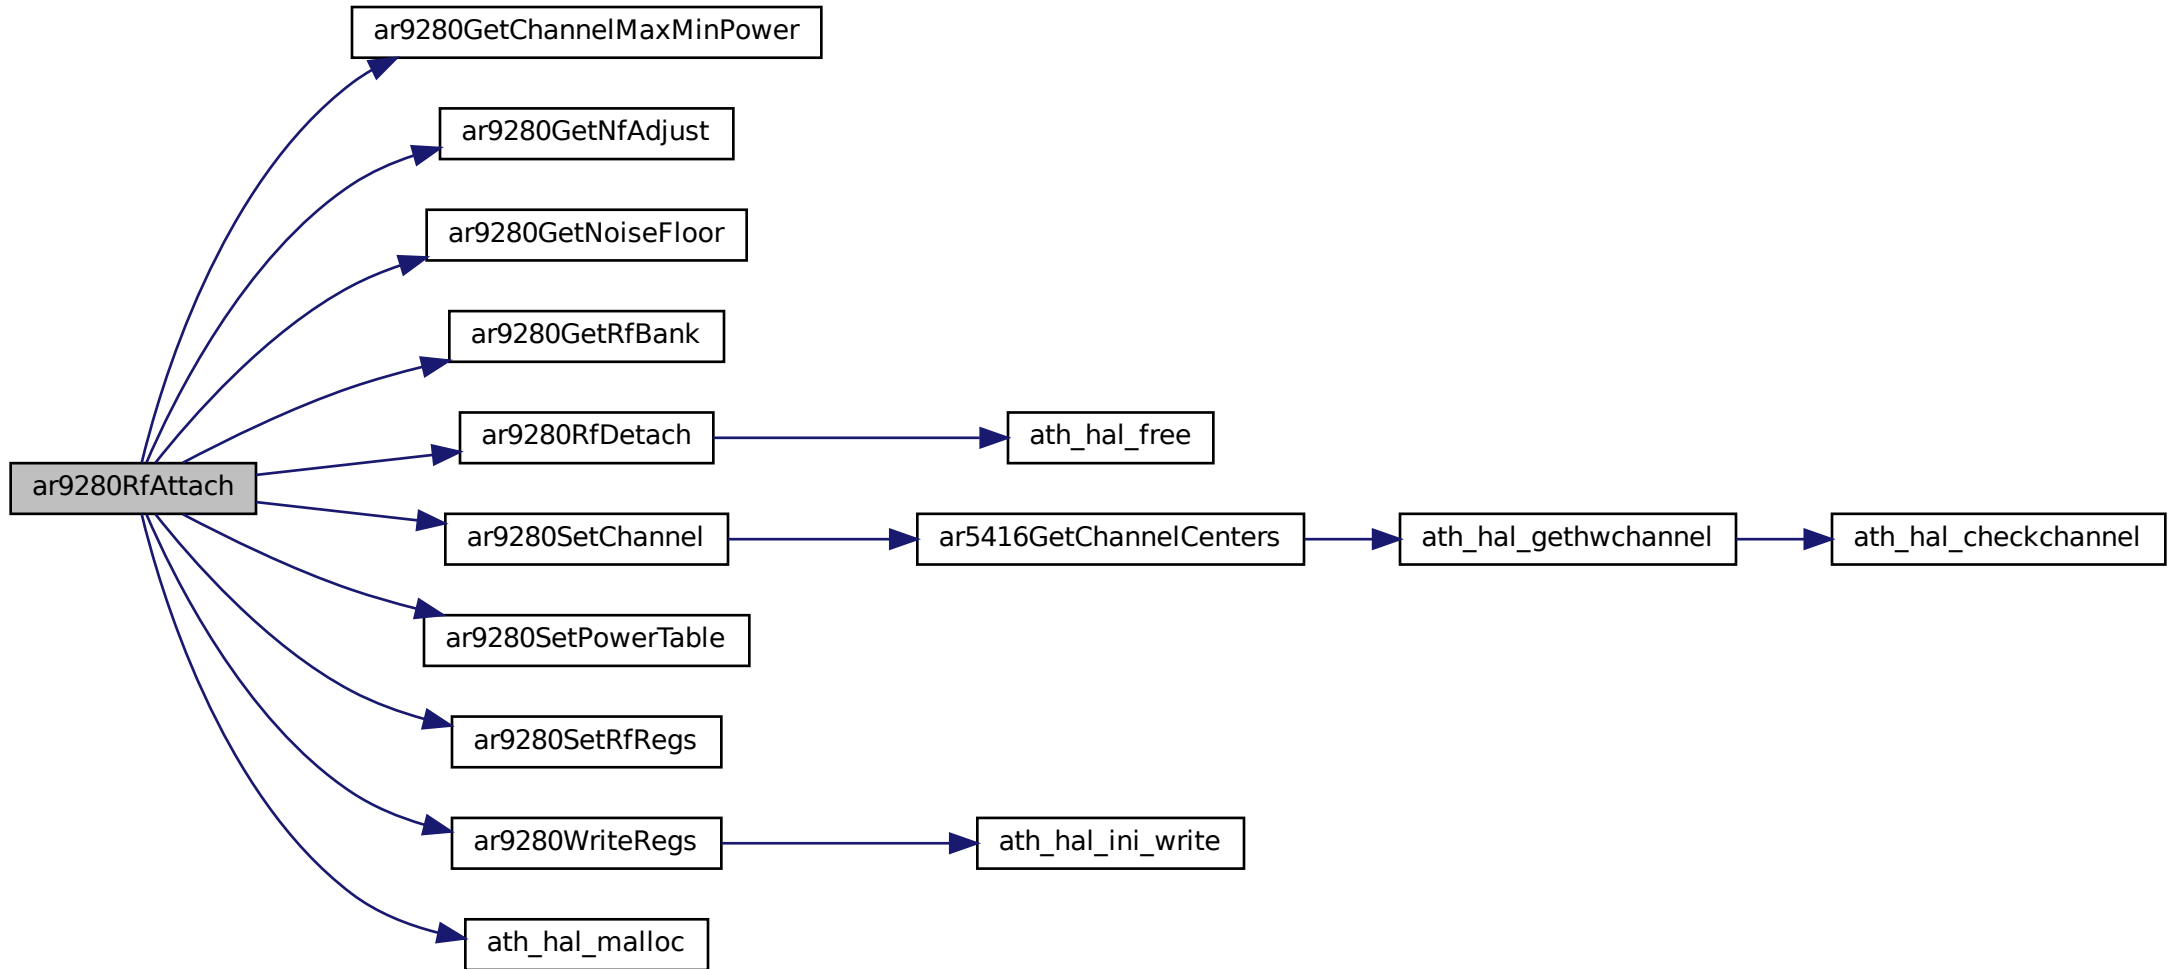 ar9280GetChannelMaxMinPower
ar9280GetNfAdjust
ar9280GetNoiseFloor
ar9280GetRfBank
ar9280RfDetach
ath_hal_free
ar9280RfAttach
ar9280SetChannel
ar5416GetChannelCenters
ath_hal_gethwchannel
ath_hal_checkchannel
ar9280SetPowerTable
ar9280SetRfRegs
ar9280WriteRegs
ath_hal_ini_write
ath_hal_malloc